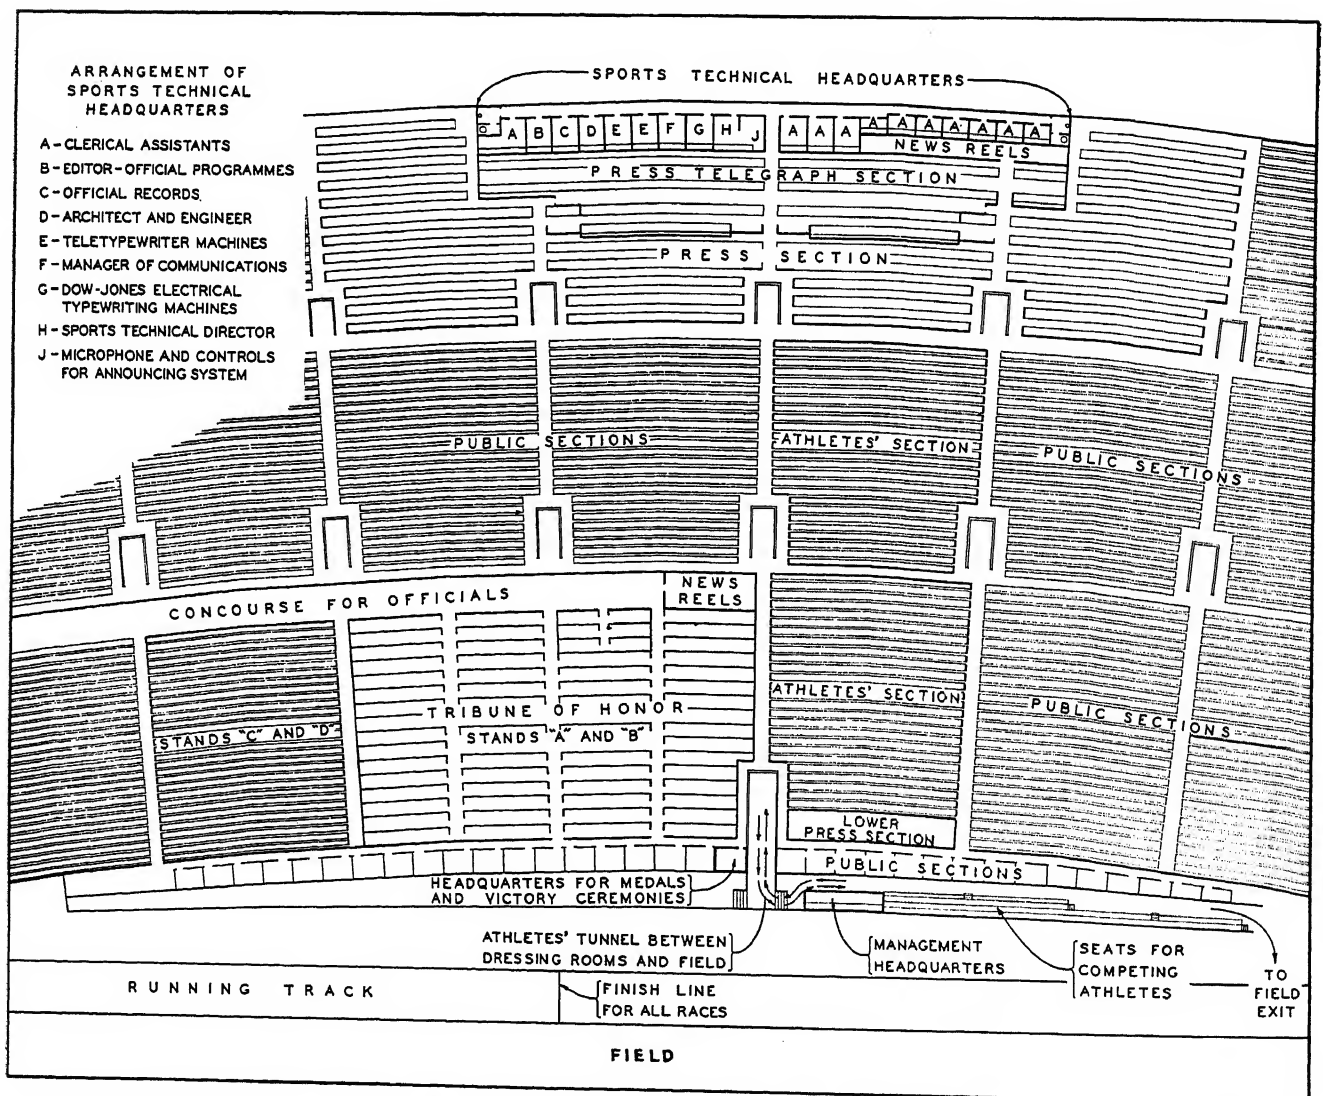 SPORTS TECHNICAL HEADQUARTERS
ARRANGEMENT OF
SPORTS TECHNICAL
HEADQUARTERS
A-CLERICAL ASSISTANTS
B-EDITOR-OFFICIAL PROGRAMMES
C-OFFICIAL RECORDS
D-ARCHITECT AND ENGINEER
E-TELETYPEWRITER MACHINES
F-MANAGER OF COMMUNICATIONS
G-DOW-JONES ELECTRICAL
TYPEWRITING MACHINES
H-SPORTS TECHNICAL DIRECTOR
J-MICROPHONE AND CONTROLS
FOR ANNOUNCING SYSTEM
A B C D E E F G H J A A A A A A A A A A
NEWS REELS
PRESS TELEGRAPH SECTION
PRESS SECTION
PUBLIC SECTIONS
ATHLETES' SECTION
PUBLIC SECTIONS
NEWS
REELS
CONCOURSE FOR OFFICIALS
ATHLETES' SECTION
TRIBUNE OF HONOR
PUBLIC SECTIONS
STANDS "C" AND "D"
STANDS "A" AND "B"
LOWER
PRESS SECTION
PUBLIC SECTIONS
HEADQUARTERS FOR MEDALS
AND VICTORY CEREMONIES
ATHLETES' TUNNEL BETWEEN
DRESSING ROOMS AND FIELD
MANAGEMENT
HEADQUARTERS
SEATS FOR
COMPETING
ATHLETES
TO
FIELD
EXIT
RUNNING TRACK
FINISH LINE
FOR ALL RACES
FIELD